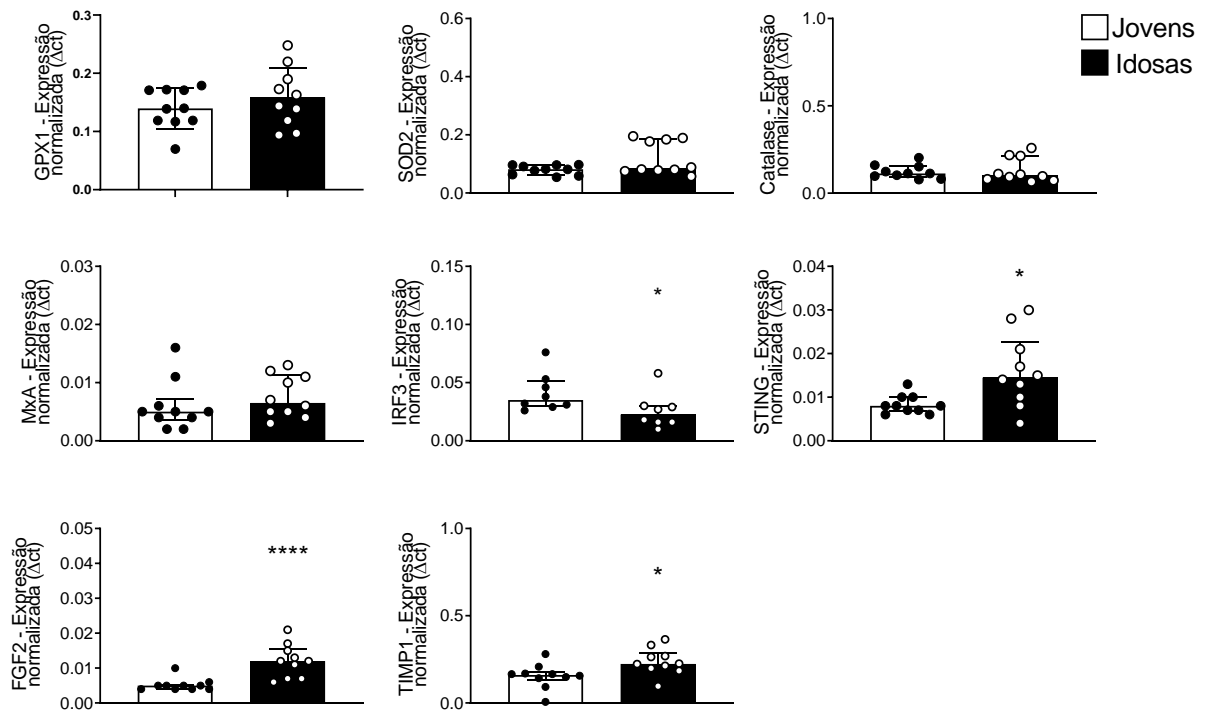 GPX1 - Expressão
normalizada (Δct)
0.3
0.2
0.1
0.0
SOD2 - Expressão
normalizada (Δct)
0.6
0.4
0.2
0.0
Catalase - Expressão
normalizada (Δct)
1.0
0.5
0.0
Jovens
Idosas
MxA - Expressão
normalizada (Δct)
0.03
0.02
0.01
0.00
IRF3 - Expressão
normalizada (Δct)
0.15
0.10
0.05
0.00
*
STING - Expressão
normalizada (Δct)
0.04
0.03
0.02
0.01
0.00
*
FGF2 - Expressão
normalizada (Δct)
0.05
0.04
0.03
0.02
0.01
0.00
****
TIMP1 - Expressão
normalizada (Δct)
1.0
0.5
0.0
*